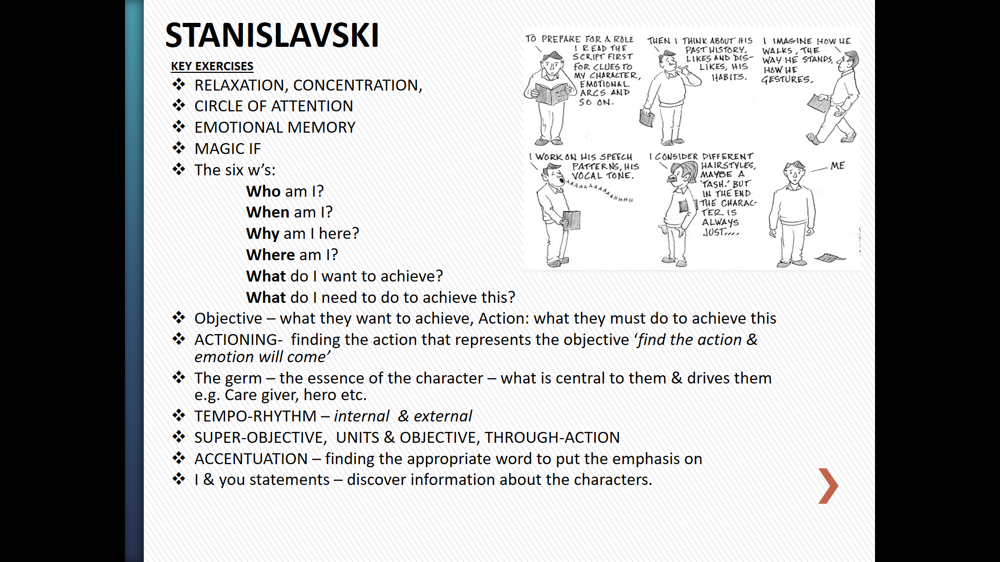 STANISLAVSKI
KEY EXERCISES
❖ RELAXATION, CONCENTRATION,
❖ CIRCLE OF ATTENTION
❖ EMOTIONAL MEMORY
❖ MAGIC IF
❖ The six w’s:
Who am I?
When am I?
Why am I here?
Where am I?
What do I want to achieve?
What do I need to do to achieve this?
❖ Objective – what they want to achieve, Action: what they must do to achieve this
❖ ACTIONING-  finding the action that represents the objective ‘find the action &
emotion will come’
❖ The germ – the essence of the character – what is central to them & drives them
e.g. Care giver, hero etc.
❖ TEMPO-RHYTHM – internal  & external
❖ SUPER-OBJECTIVE,  UNITS & OBJECTIVE, THROUGH-ACTION
❖ ACCENTUATION – finding the appropriate word to put the emphasis on
❖ I & you statements – discover information about the characters.
TO PREPARE FOR A ROLE
I READ THE
SCRIPT FIRST
FOR CLUES TO
MY CHARACTER,
EMOTIONAL
ARCS AND
SO ON.
THEN I THINK ABOUT HIS
PAST HISTORY,
LIKES AND DIS-
LIKES, HIS
HABITS.
I IMAGINE HOW HE
WALKS, THE
WAY HE STANDS,
HOW HE
GESTURES.
I WORK ON HIS SPEECH
PATTERNS, HIS
VOCAL TONE.
AAAAAAAAAAAHHHH
I CONSIDER DIFFERENT
HAIRSTYLES,
MAYBE A
'TASH.' BUT
IN THE END
THE CHARAC-
TER IS
ALWAYS
JUST....
ME